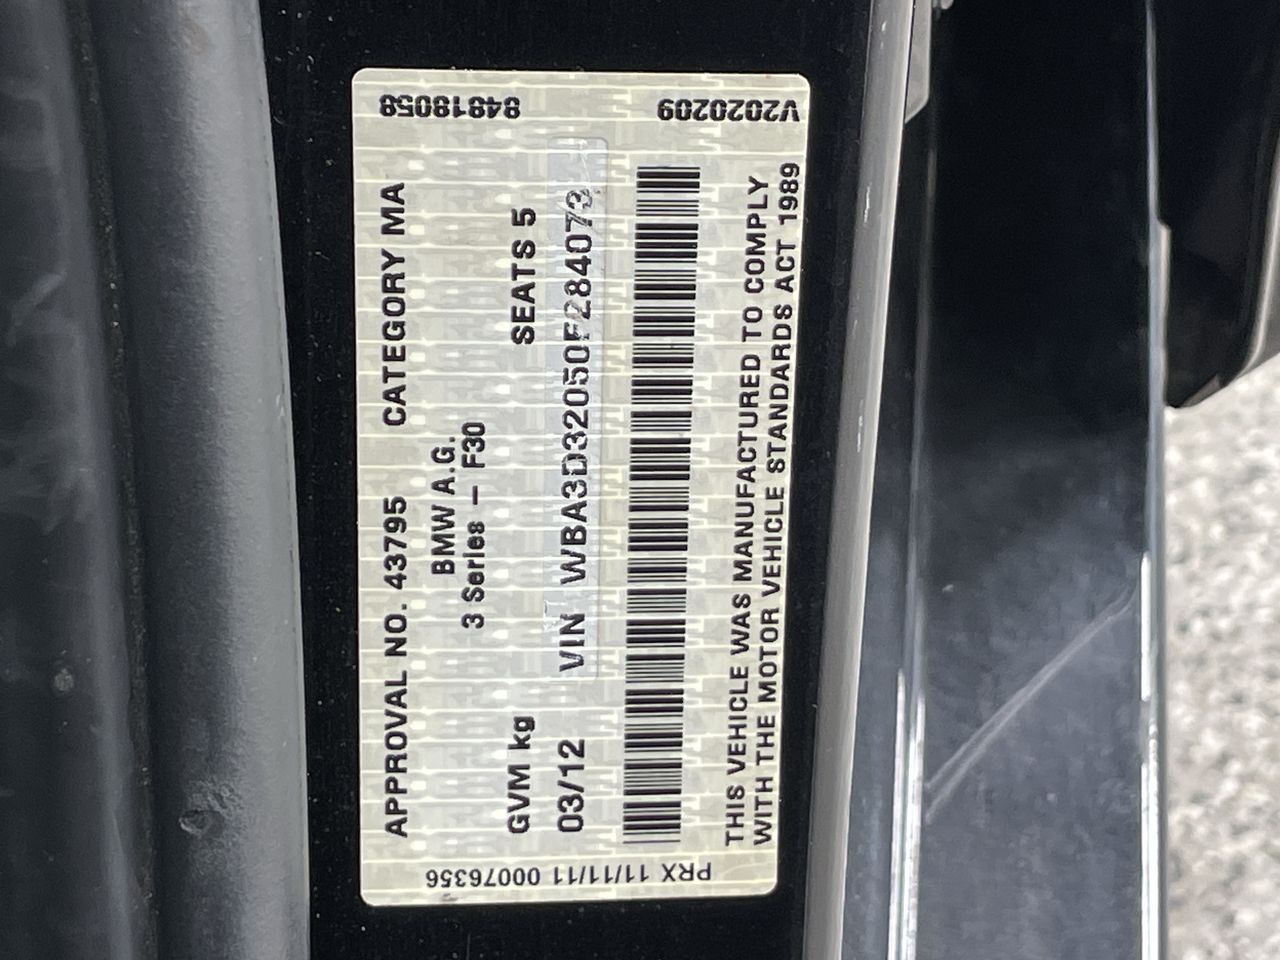 APPROVAL NO. 43795 CATEGORY MA
BMW A.G.
3 Series – F30
GVM kg SEATS 5
03/12 VIN WBA3D32050F284073
THIS VEHICLE WAS MANUFACTURED TO COMPLY
WITH THE MOTOR VEHICLE STANDARDS ACT 1989
PRX 11/11/11 00076356
84818058
V2020209